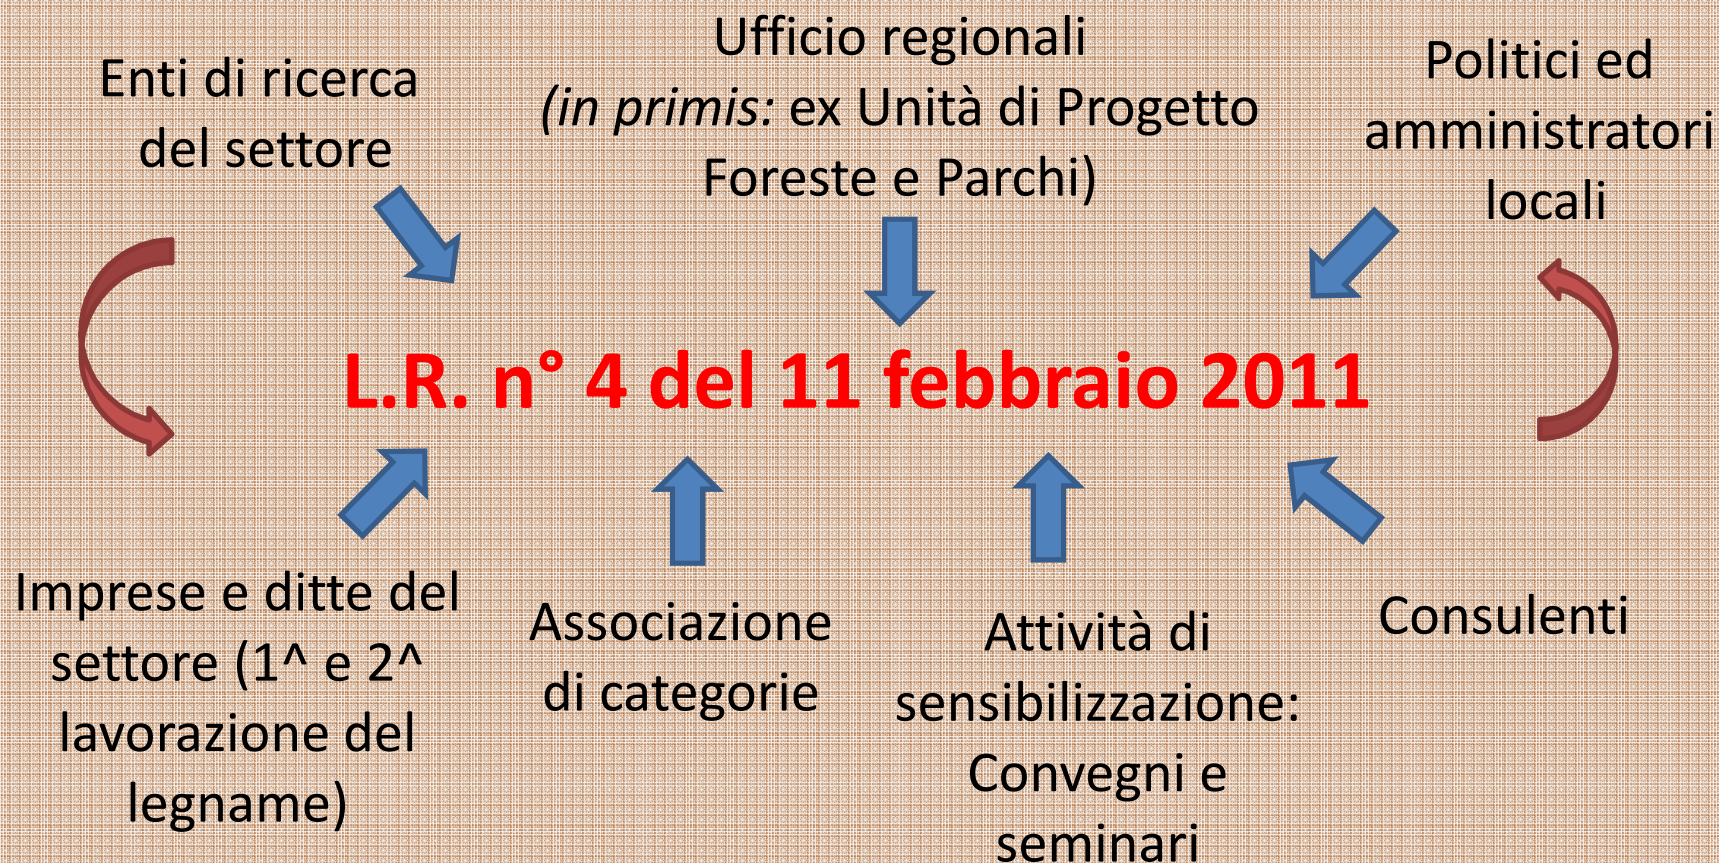 Enti di ricerca
del settore
Ufficio regionali
(in primis: ex Unità di Progetto
Foreste e Parchi)
Politici ed
amministratori
locali
L.R. n° 4 del 11 febbraio 2011
Imprese e ditte del
settore (1^ e 2^
lavorazione del
legname)
Associazione
di categorie
Attività di
sensibilizzazione:
Convegni e
seminari
Consulenti